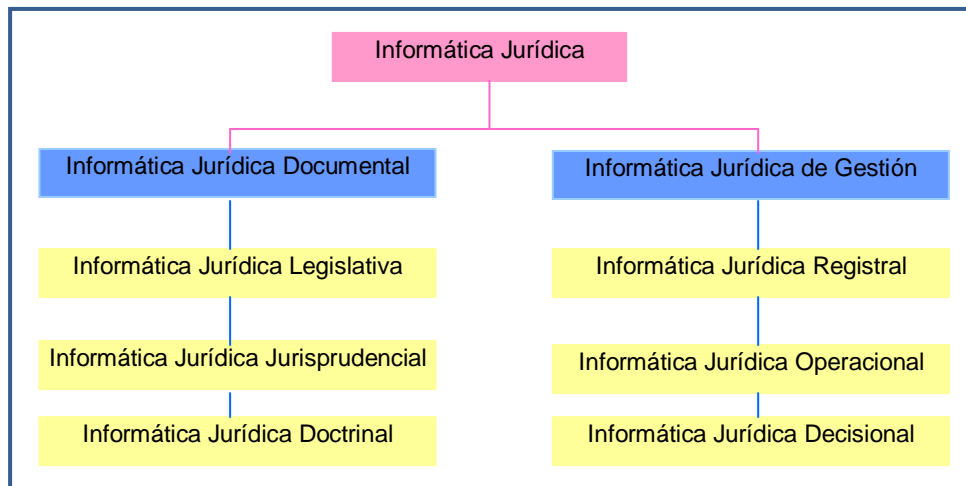 Informática Jurídica
Informática Jurídica Documental
Informática Jurídica de Gestión
Informática Jurídica Legislativa
Informática Jurídica Registral
Informática Jurídica Jurisprudencial
Informática Jurídica Operacional
Informática Jurídica Doctrinal
Informática Jurídica Decisional